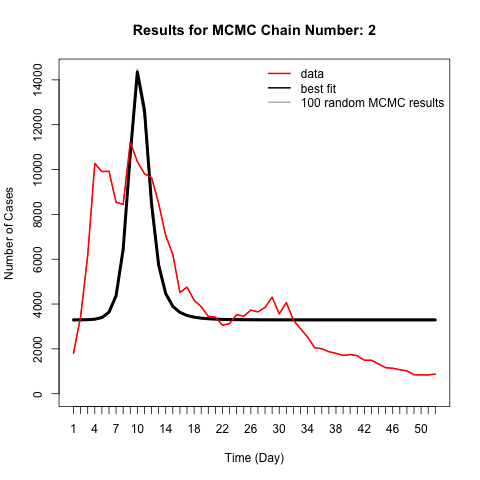 Results for MCMC Chain Number: 2
data
best fit
100 random MCMC results
Number of Cases
14000
12000
10000
8000
6000
4000
2000
0
1 4 7 10 14 18 22 26 30 34 38 42 46 50
Time (Day)